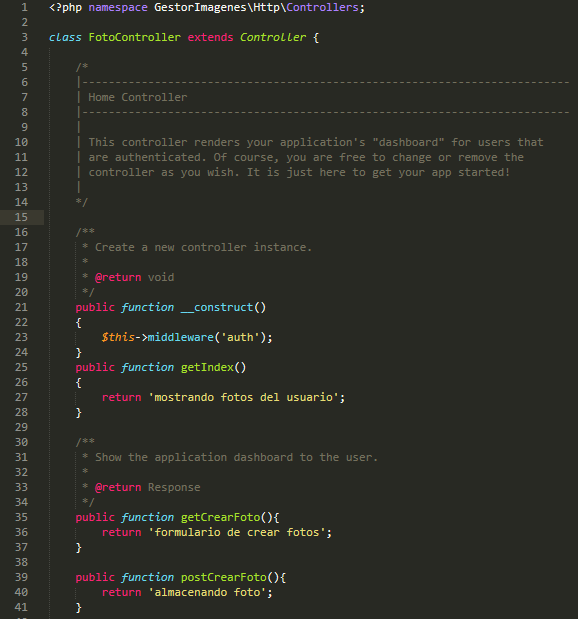 1 <?php namespace GestorImagenes\Http\Controllers;
2
3 class FotoController extends Controller {
4
5 /*
6 |--------------------------------------------------------------------------
7 | Home Controller
8 |--------------------------------------------------------------------------
9 |
10 | This controller renders your application's "dashboard" for users that
11 | are authenticated. Of course, you are free to change or remove the
12 | controller as you wish. It is just here to get your app started!
13 |
14 */
15
16 /**
17 * Create a new controller instance.
18 *
19 * @return void
20 */
21 public function __construct()
22 {
23 $this->middleware('auth');
24 }
25 public function getIndex()
26 {
27 return 'mostrando fotos del usuario';
28 }
29
30 /**
31 * Show the application dashboard to the user.
32 *
33 * @return Response
34 */
35 public function getCrearFoto(){
36 return 'formulario de crear fotos';
37 }
38
39 public function postCrearFoto(){
40 return 'almacenando foto';
41 }